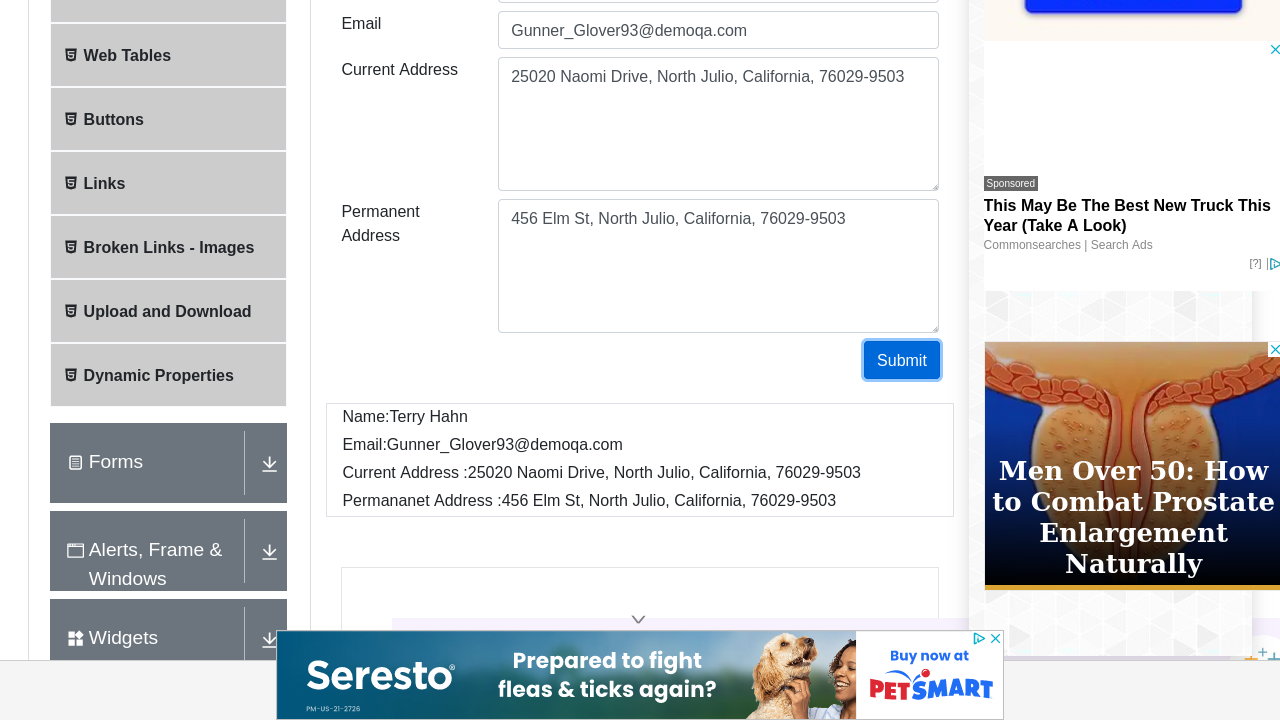 Email
Gunner_Glover93@demoqa.com
Web Tables
Current Address
25020 Naomi Drive, North Julio, California, 76029-9503
Buttons
Links
Sponsored
This May Be The Best New Truck This
Year (Take A Look)
Commonsearches | Search Ads
[?]
Permanent
Address
456 Elm St, North Julio, California, 76029-9503
Broken Links - Images
Upload and Download
Submit
Dynamic Properties
Name:Terry Hahn
Email:Gunner_Glover93@demoqa.com
Current Address :25020 Naomi Drive, North Julio, California, 76029-9503
Permananet Address :456 Elm St, North Julio, California, 76029-9503
Forms
Alerts, Frame &
Windows
Widgets
Men Over 50: How
to Combat Prostate
Enlargement
Naturally
Seresto®
PM-US-21-2726
Prepared to fight
fleas & ticks again?
Buy now at
PETSMART